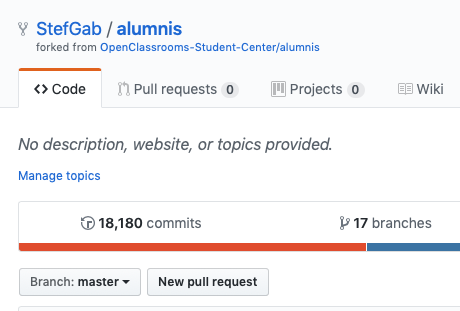 StefGab / alumnis
forked from OpenClassrooms-Student-Center/alumnis
Code Pull requests 0 Projects 0 Wiki
No description, website, or topics provided.
Manage topics
18,180 commits 17 branches
Branch: master New pull request